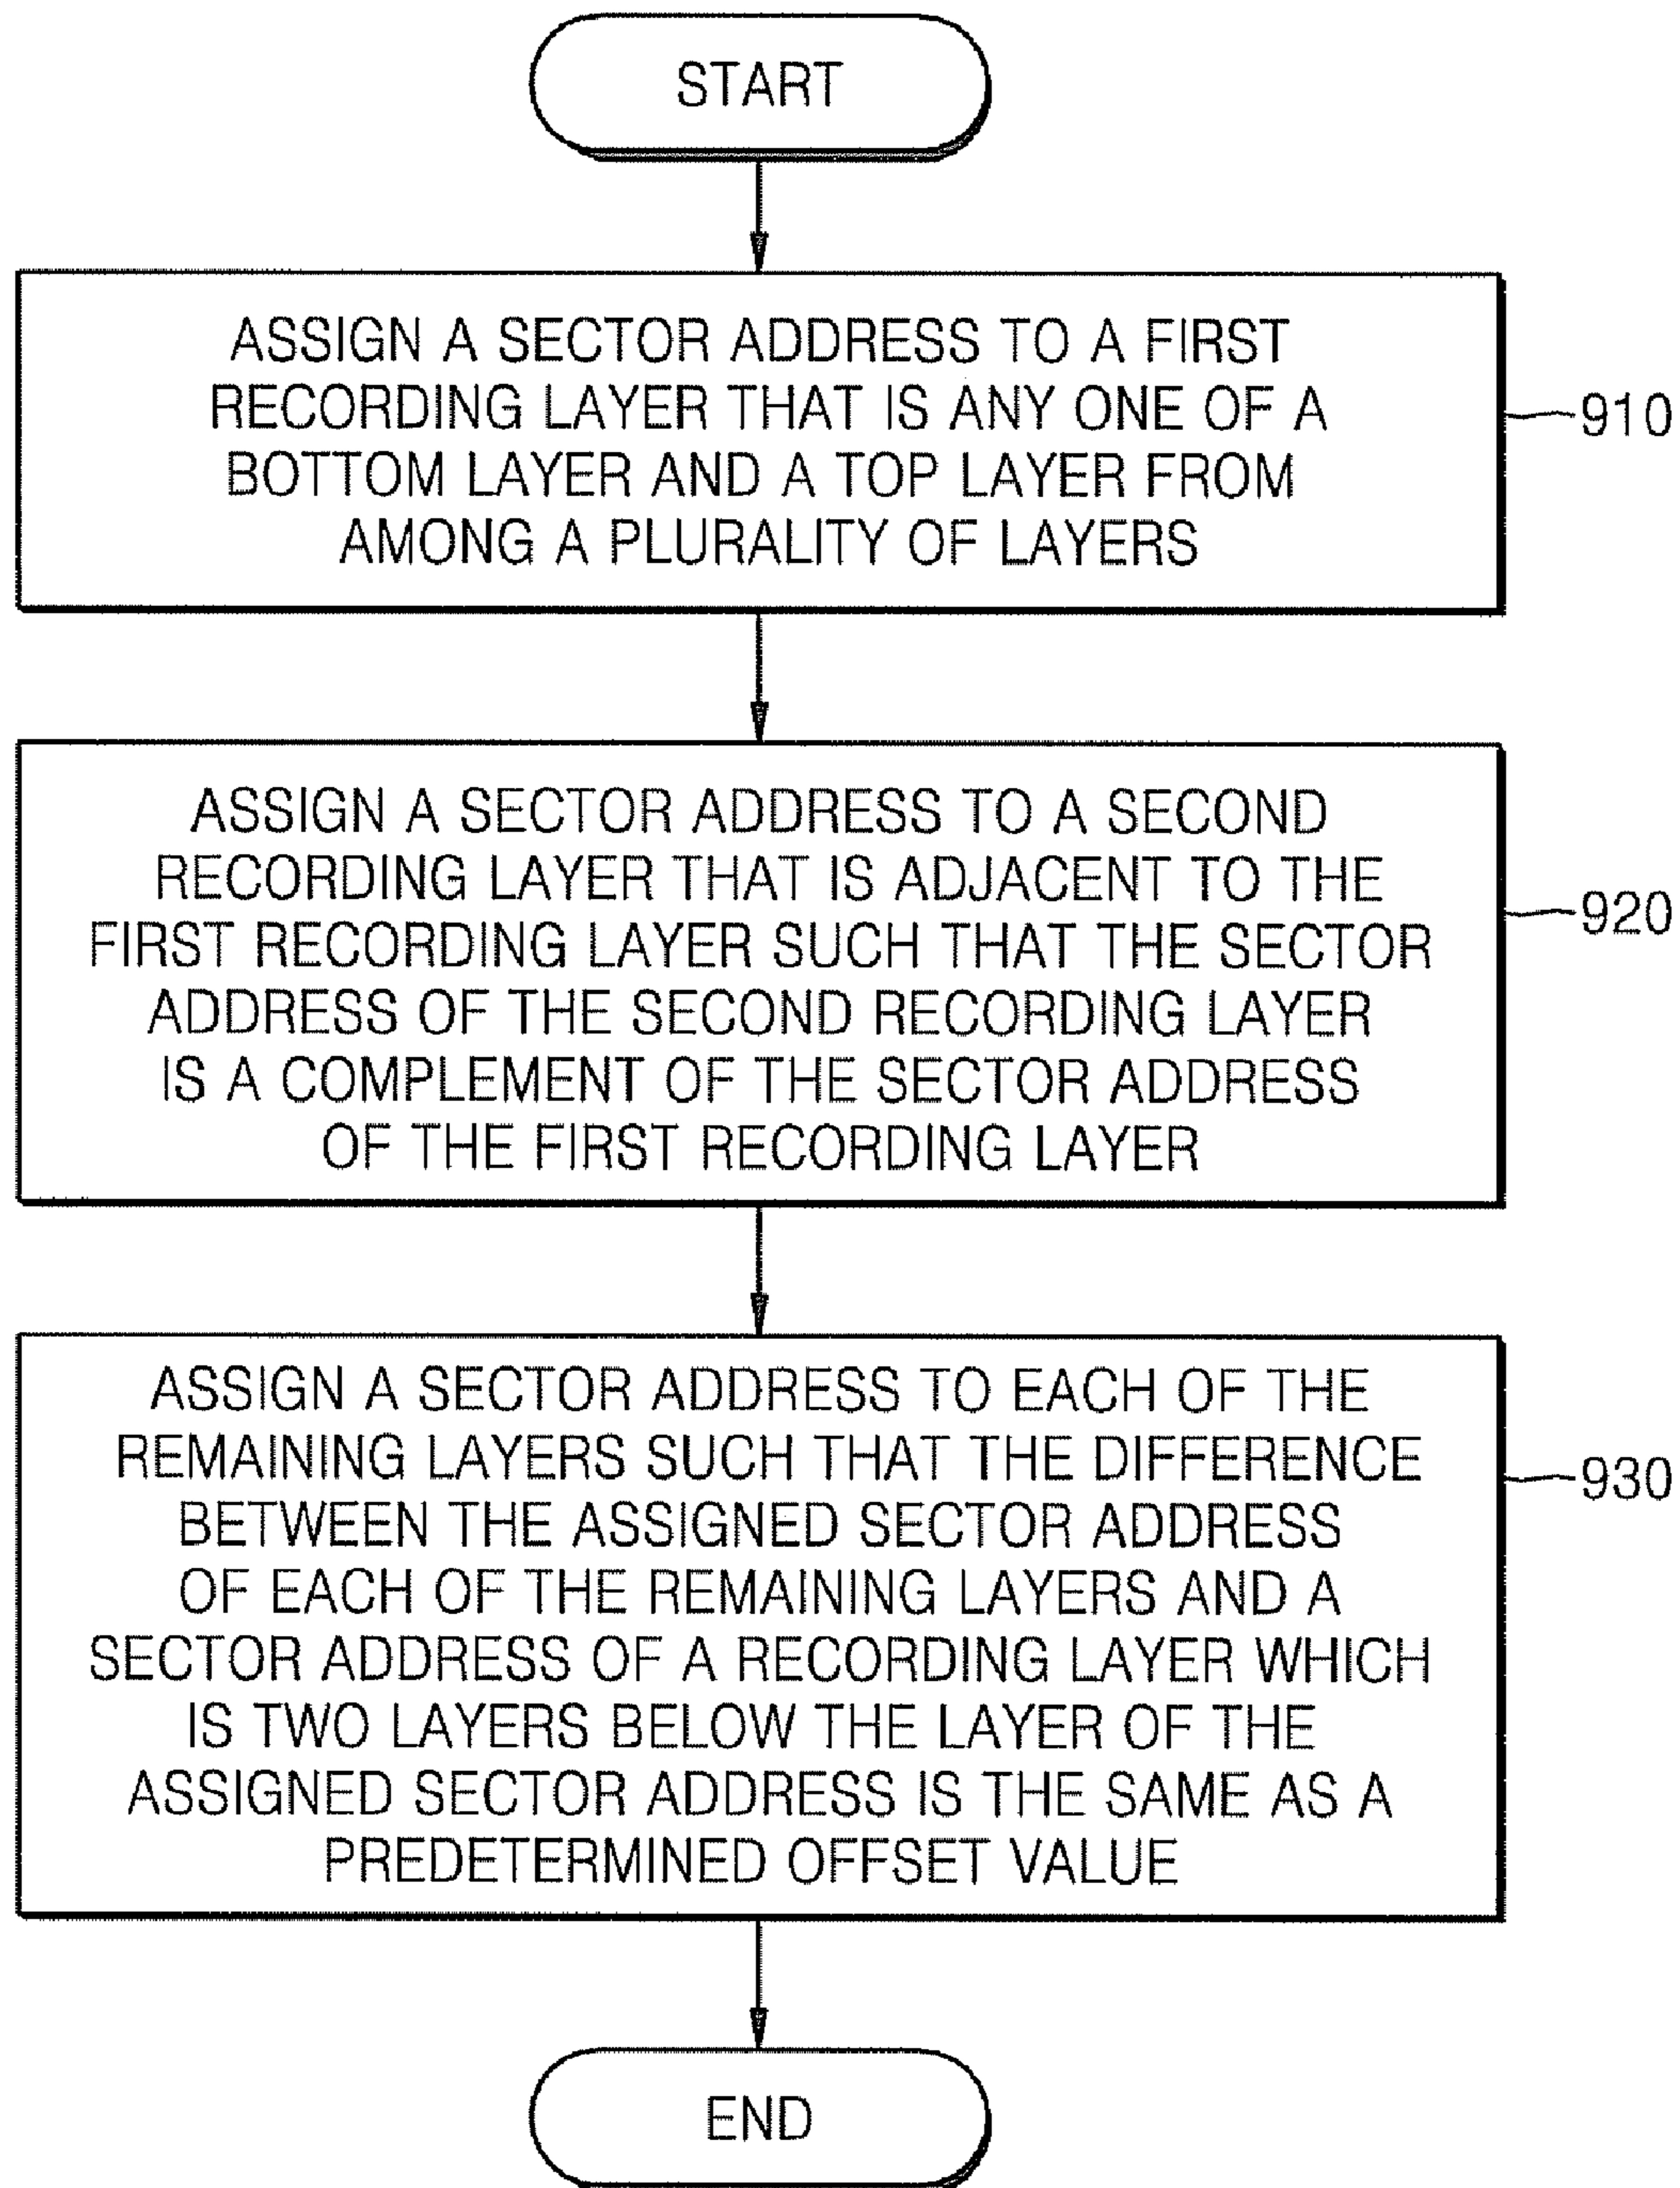 START
ASSIGN A SECTOR ADDRESS TO A FIRST
RECORDING LAYER THAT IS ANY ONE OF A
BOTTOM LAYER AND A TOP LAYER FROM
AMONG A PLURALITY OF LAYERS
910
ASSIGN A SECTOR ADDRESS TO A SECOND
RECORDING LAYER THAT IS ADJACENT TO THE
FIRST RECORDING LAYER SUCH THAT THE SECTOR
ADDRESS OF THE SECOND RECORDING LAYER
IS A COMPLEMENT OF THE SECTOR ADDRESS
OF THE FIRST RECORDING LAYER
920
ASSIGN A SECTOR ADDRESS TO EACH OF THE
REMAINING LAYERS SUCH THAT THE DIFFERENCE
BETWEEN THE ASSIGNED SECTOR ADDRESS
OF EACH OF THE REMAINING LAYERS AND A
SECTOR ADDRESS OF A RECORDING LAYER WHICH
IS TWO LAYERS BELOW THE LAYER OF THE
ASSIGNED SECTOR ADDRESS IS THE SAME AS A
PREDETERMINED OFFSET VALUE
930
END